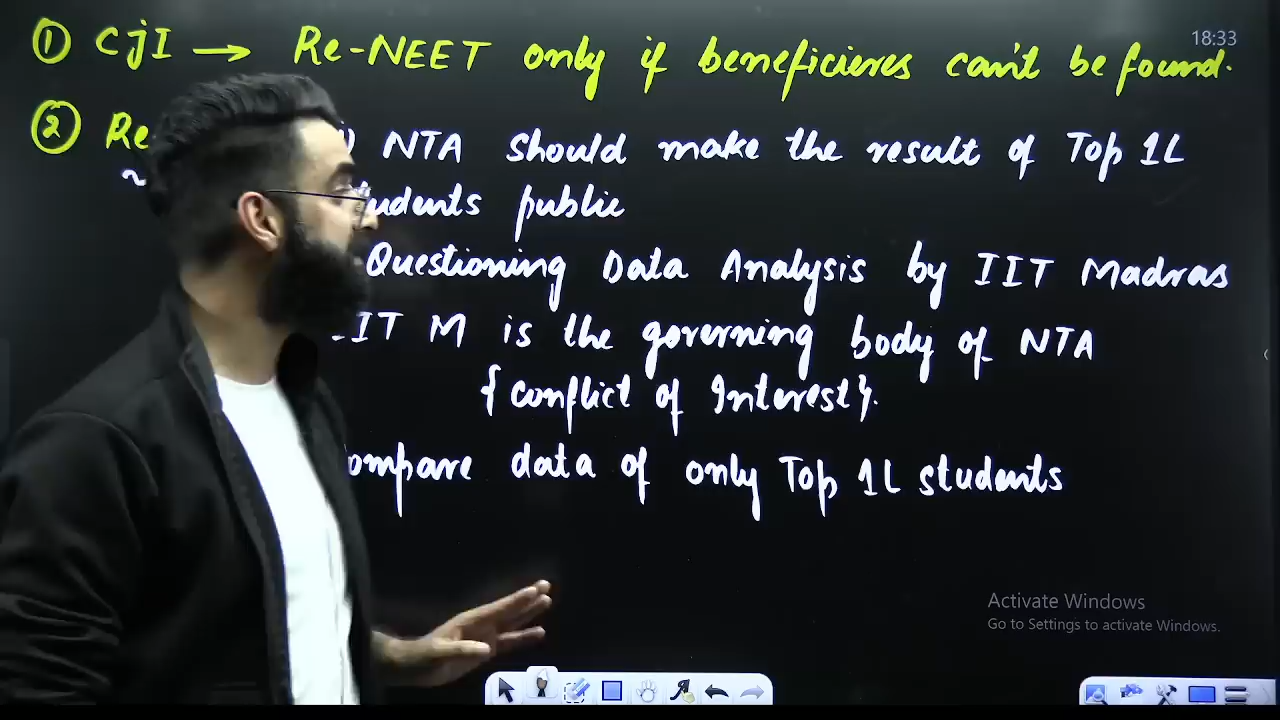 18:33
① CJI → Re-NEET only if beneficieres can't be found.
② Re
NTA should make the result of Top 1L
udents public
Questioning Data Analysis by IIT Madras
IIT M is the governing body of NTA
{conflict of Interest}.
ompare data of only Top 1L students
Activate Windows
Go to Settings to activate Windows.